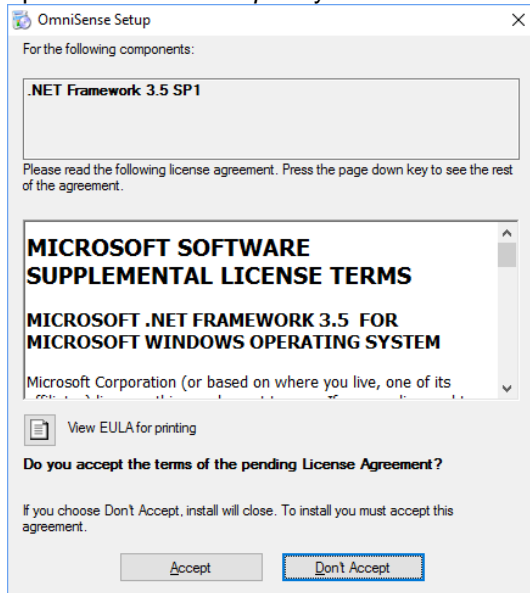 OmniSense Setup
For the following components:
.NET Framework 3.5 SP1
Please read the following license agreement. Press the page down key to see the rest
of the agreement.
MICROSOFT SOFTWARE
SUPPLEMENTAL LICENSE TERMS
MICROSOFT .NET FRAMEWORK 3.5 FOR
MICROSOFT WINDOWS OPERATING SYSTEM
Microsoft Corporation (or based on where you live, one of its
View EULA for printing
Do you accept the terms of the pending License Agreement?
If you choose Don't Accept, install will close. To install you must accept this
agreement.
Accept
Don't Accept